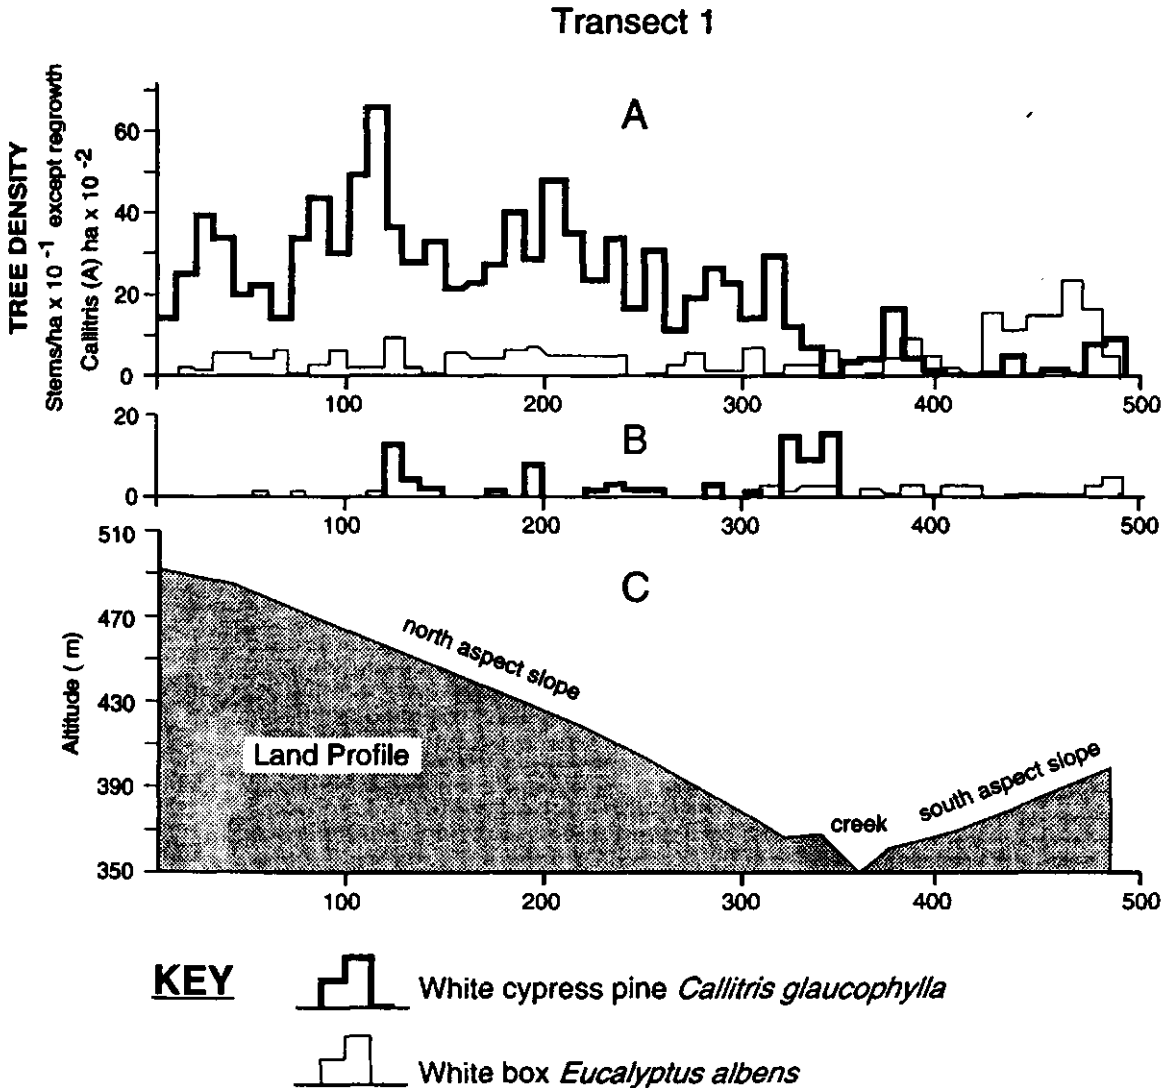 Transect 1
TREE DENSITY
Stems/ha x 10 -1 except regrowth
Callitris (A) ha x 10 -2
A
60
40
20
0
100 200 300 400 500
B
20
0
100 200 300 400 500
C
510
470
430
390
350
Altitude ( m)
north aspect slope
Land Profile
creek
south aspect slope
100 200 300 400 500
KEY
White cypress pine Callitris glaucophylla
White box Eucalyptus albens